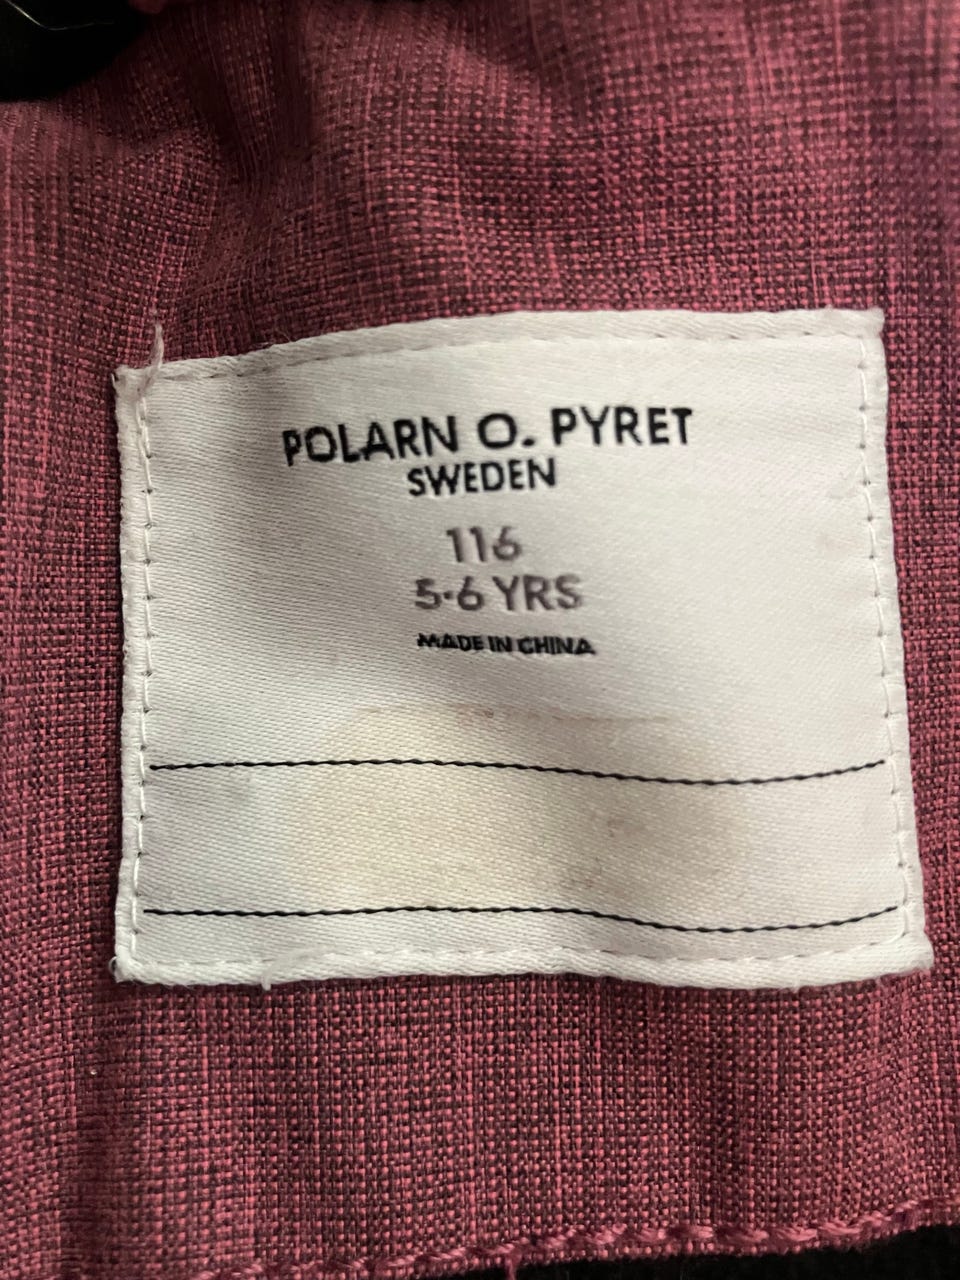 POLARN O. PYRET
SWEDEN
116
5-6 YRS
MADE IN CHINA